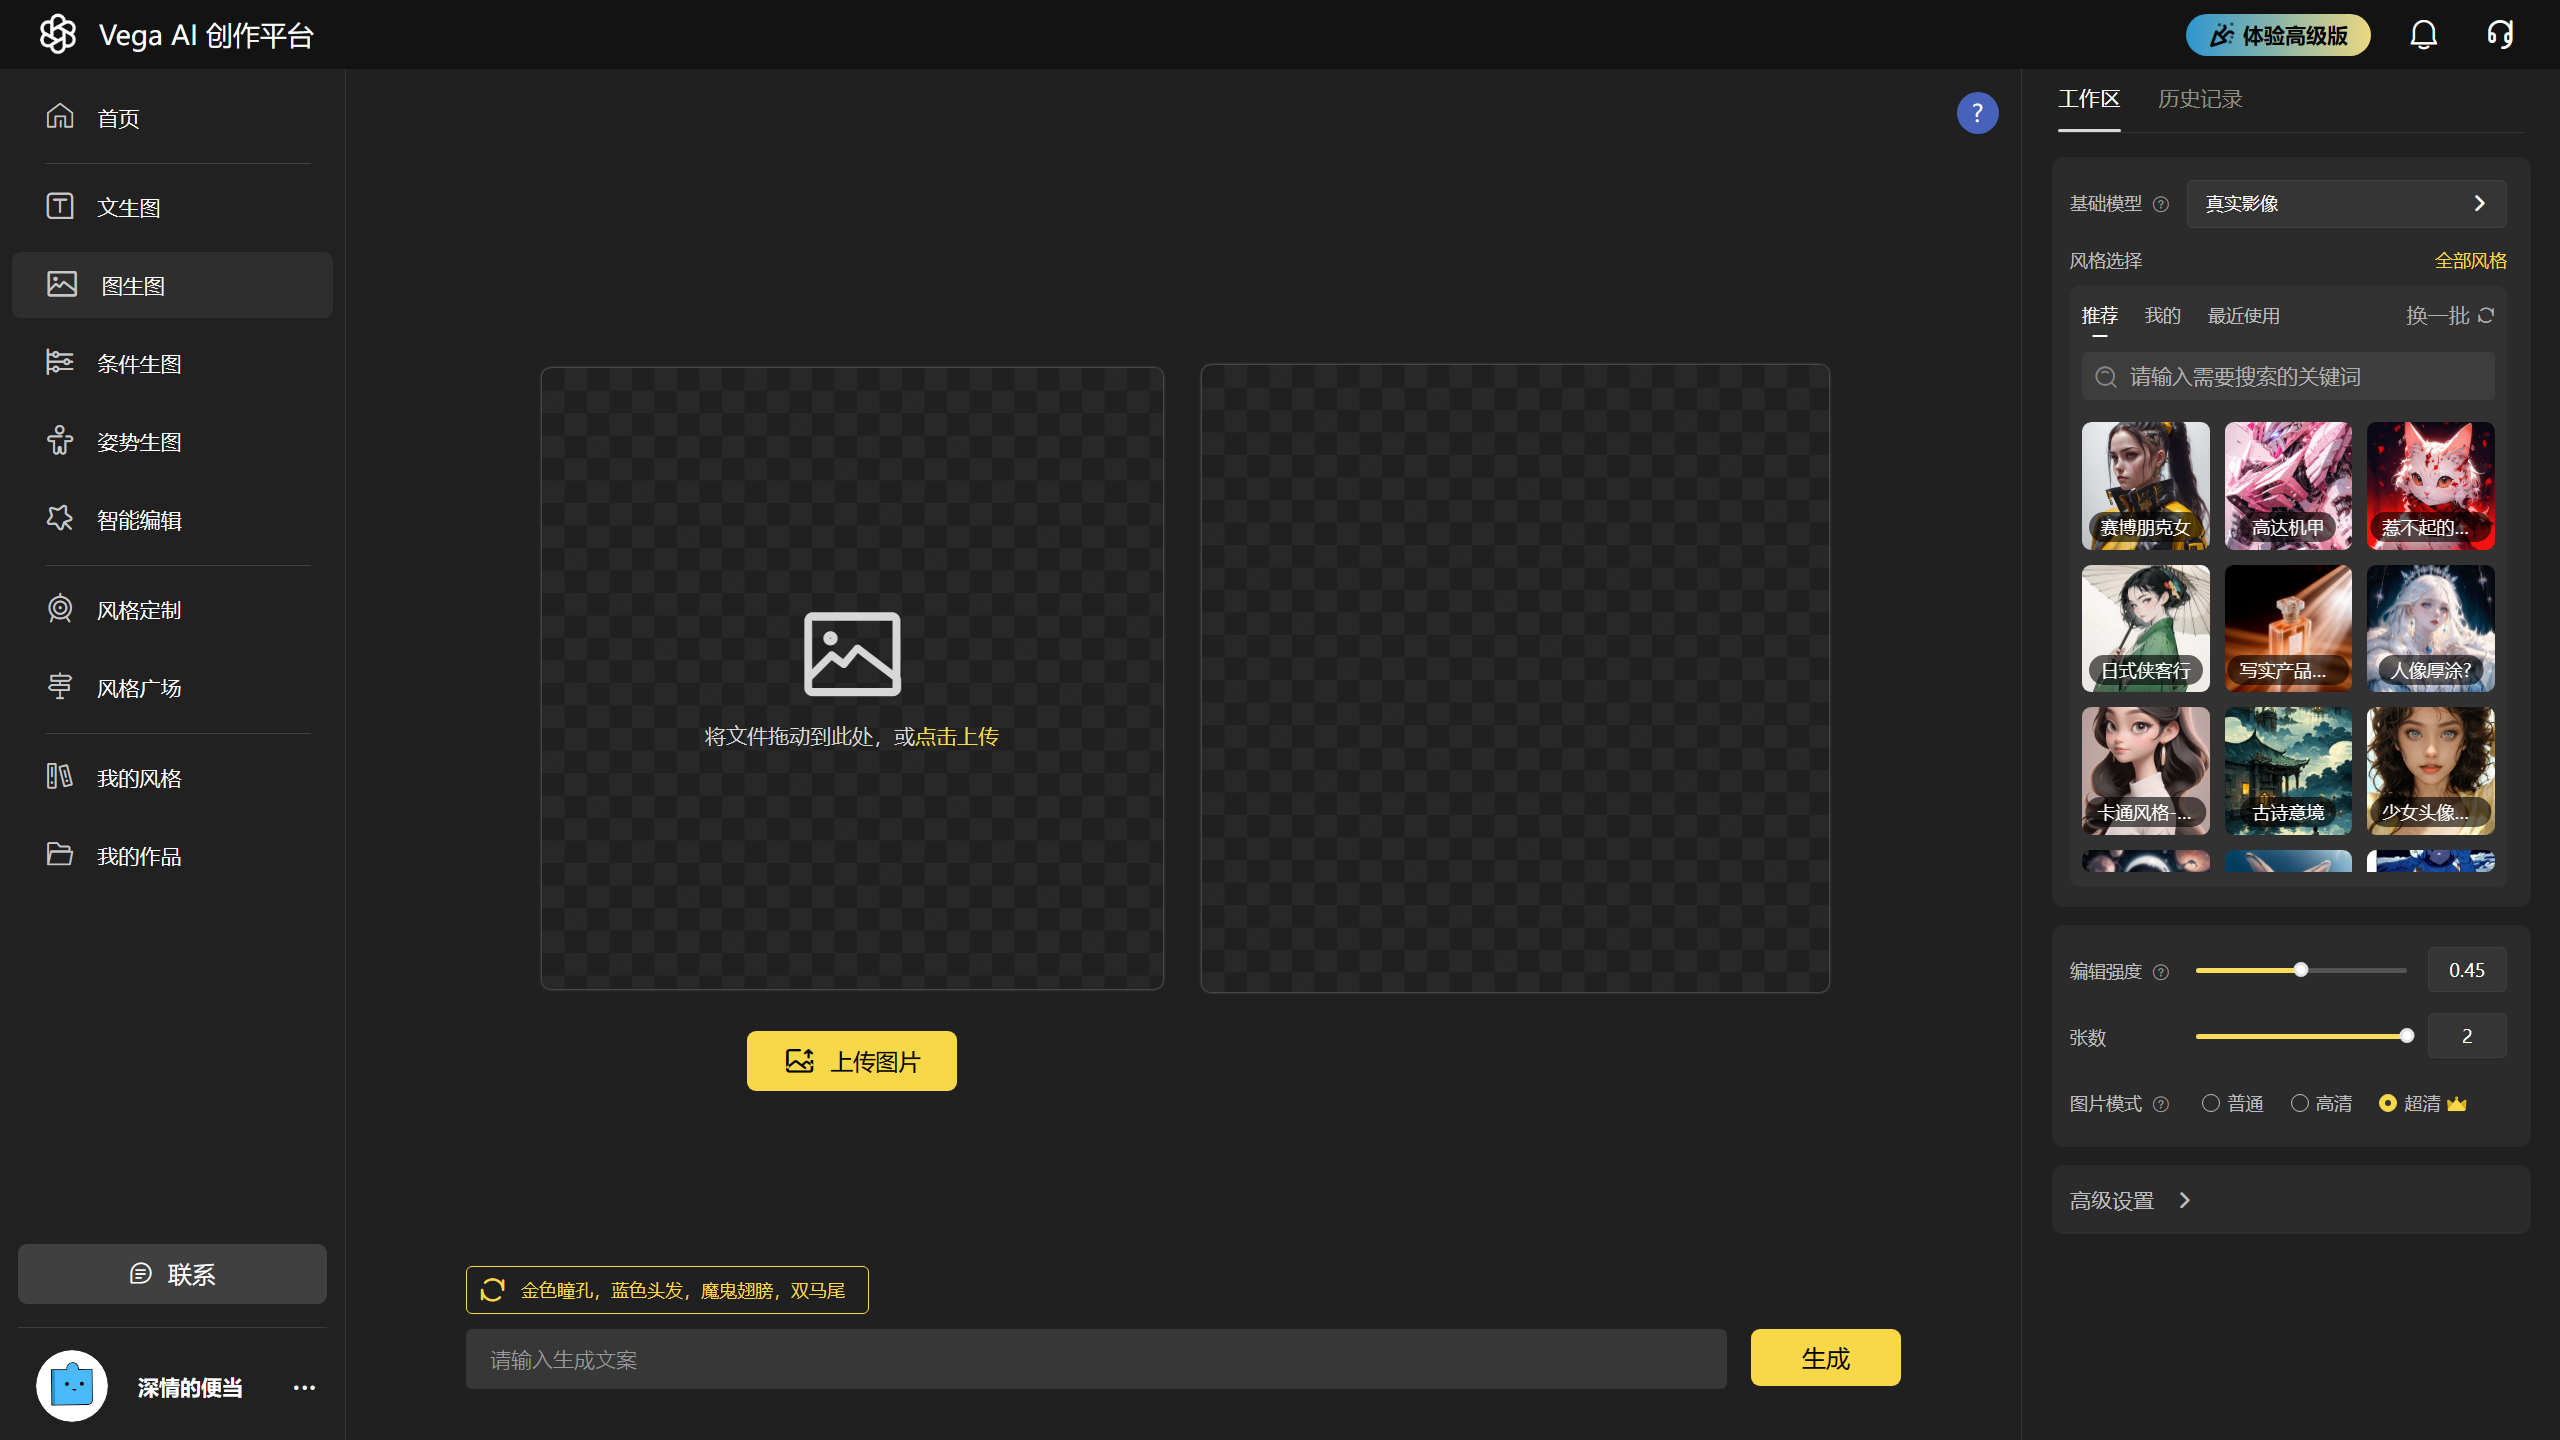 Vega AI 创作平台
体验高级版
首页
文生图
图生图
条件生图
姿势生图
智能编辑
风格定制
风格广场
我的风格
我的作品
联系
深情的便当
?
将文件拖动到此处，或点击上传
上传图片
金色瞳孔，蓝色头发，魔鬼翅膀，双马尾
请输入生成文案
生成
工作区 历史记录
基础模型 ? 真实影像
风格选择 全部风格
推荐 我的 最近使用 换一批
请输入需要搜索的关键词
赛博朋克女 高达机甲 惹不起的...
日式侠客行 写实产品... 人像厚涂?
卡通风格-... 古诗意境 少女头像...
编辑强度 ? 0.45
张数 2
图片模式 ? 普通 高清 超清
高级设置